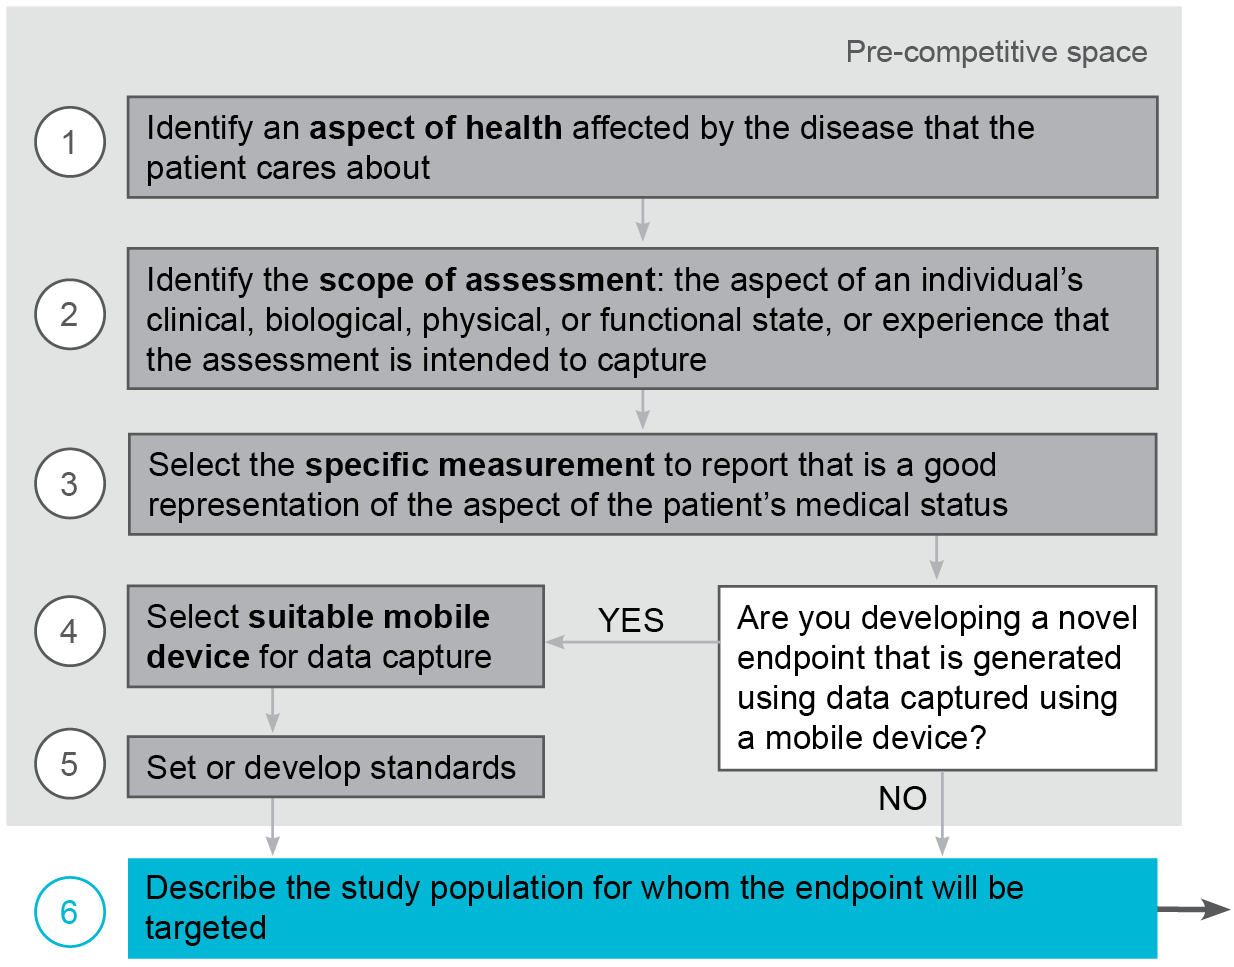 Pre-competitive space
1
Identify an aspect of health affected by the disease that the
patient cares about
2
Identify the scope of assessment: the aspect of an individual’s
clinical, biological, physical, or functional state, or experience that
the assessment is intended to capture
3
Select the specific measurement to report that is a good
representation of the aspect of the patient’s medical status
4
Select suitable mobile
device for data capture
YES
Are you developing a novel
endpoint that is generated
using data captured using
a mobile device?
5
Set or develop standards
NO
6
Describe the study population for whom the endpoint will be
targeted